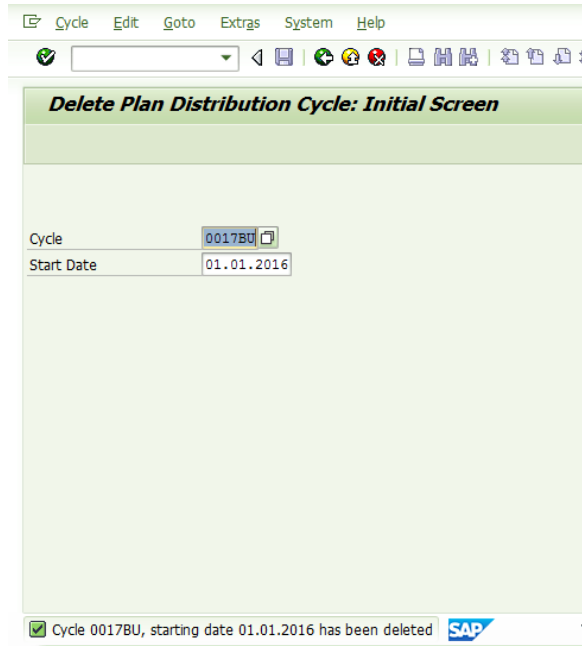 Cycle Edit Goto Extras System Help
Delete Plan Distribution Cycle: Initial Screen
Cycle 0017BU
Start Date 01.01.2016
Cycle 0017BU, starting date 01.01.2016 has been deleted SAP